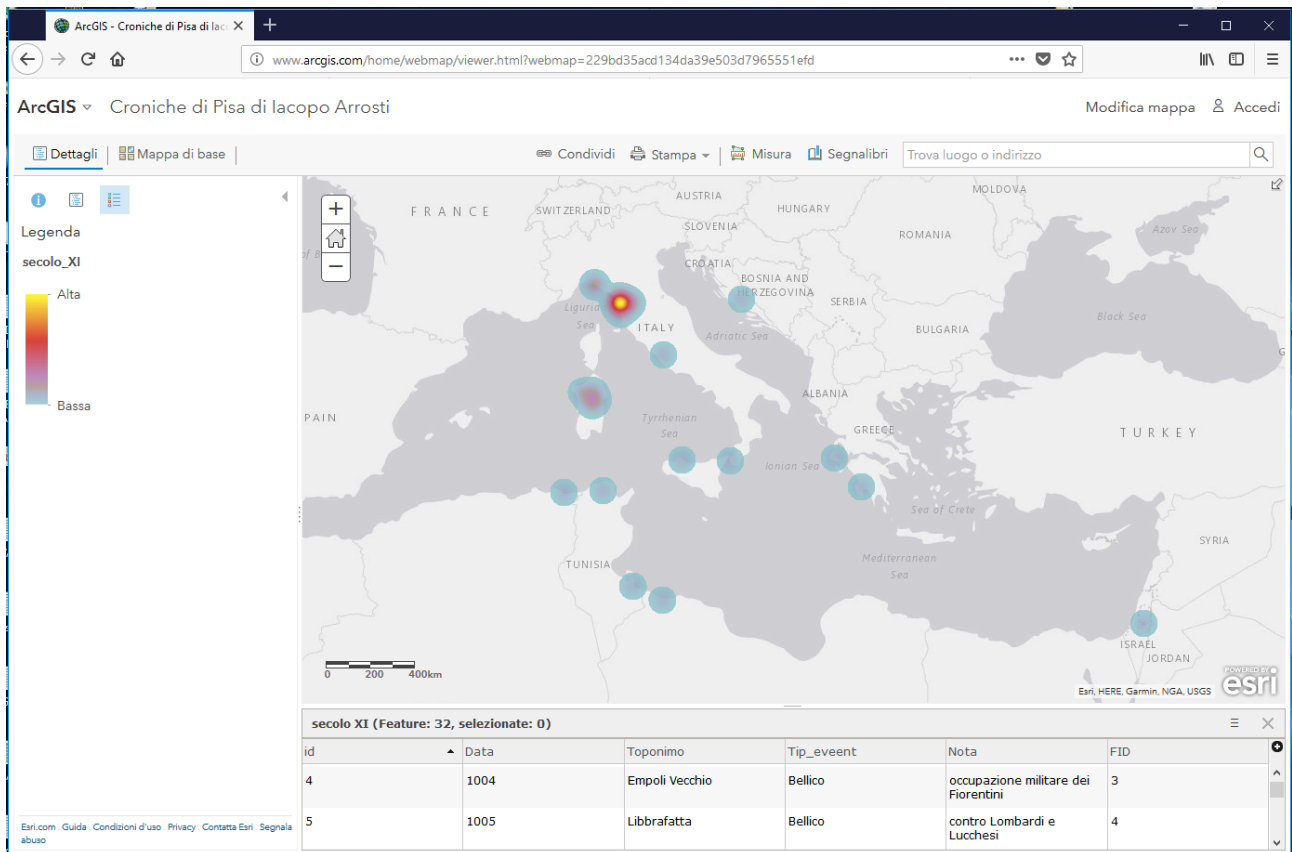 ArcGIS - Croniche di Pisa di Iac
www.arcgis.com/home/webmap/viewer.html?webmap=229bd35acd134da39e503d7965551efd
ArcGIS Croniche di Pisa di Iacopo Arrosti
Modifica mappa Accedi
Dettagli Mappa di base Condividi Stampa Misura Segnalibri Trova luogo o indirizzo
Legenda
secolo_XI
Alta
Bassa
FRANCE
SWITZERLAND
AUSTRIA
HUNGARY
MOLDOVA
SLOVENIA
ROMANIA
Azov Sea
CROATIA
BOSNIA AND
HERZEGOVINA
SERBIA
Liguria
Sea
ITALY
Adriatic Sea
BULGARIA
Black Sea
ALBANIA
PAIN
Tyrrhenian
Sea
GREECE
TURKEY
Ionian Sea
Sea of Crete
SYRIA
TUNISIA
Mediterranean
Sea
ISRAEL
JORDAN
0 200 400km
Esri, HERE, Garmin, NGA, USGS
POWERED BY
esri
secolo XI (Feature: 32, selezionate: 0)
id Data Toponimo Tip_eveent Nota FID
4 1004 Empoli Vecchio Bellico occupazione militare dei 3
Fiorentini
5 1005 Libbrafatta Bellico contro Lombardi e 4
Lucchesi
Esri.com Guida Condizioni d'uso Privacy Contatta Esri Segnala
abuso